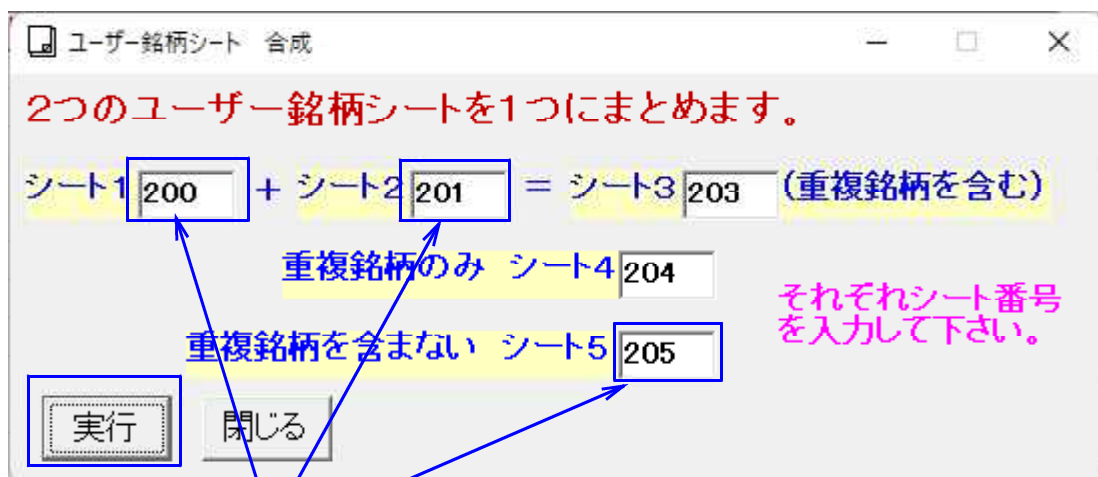 ユーザー銘柄シート 合成
2つのユーザー銘柄シートを1つにまとめます。
シート1 200 + シート2 201 = シート3 203 (重複銘柄を含む)
重複銘柄のみ シート4 204
それぞれシート番号
を入力して下さい。
重複銘柄を含まない シート5 205
実行 閉じる